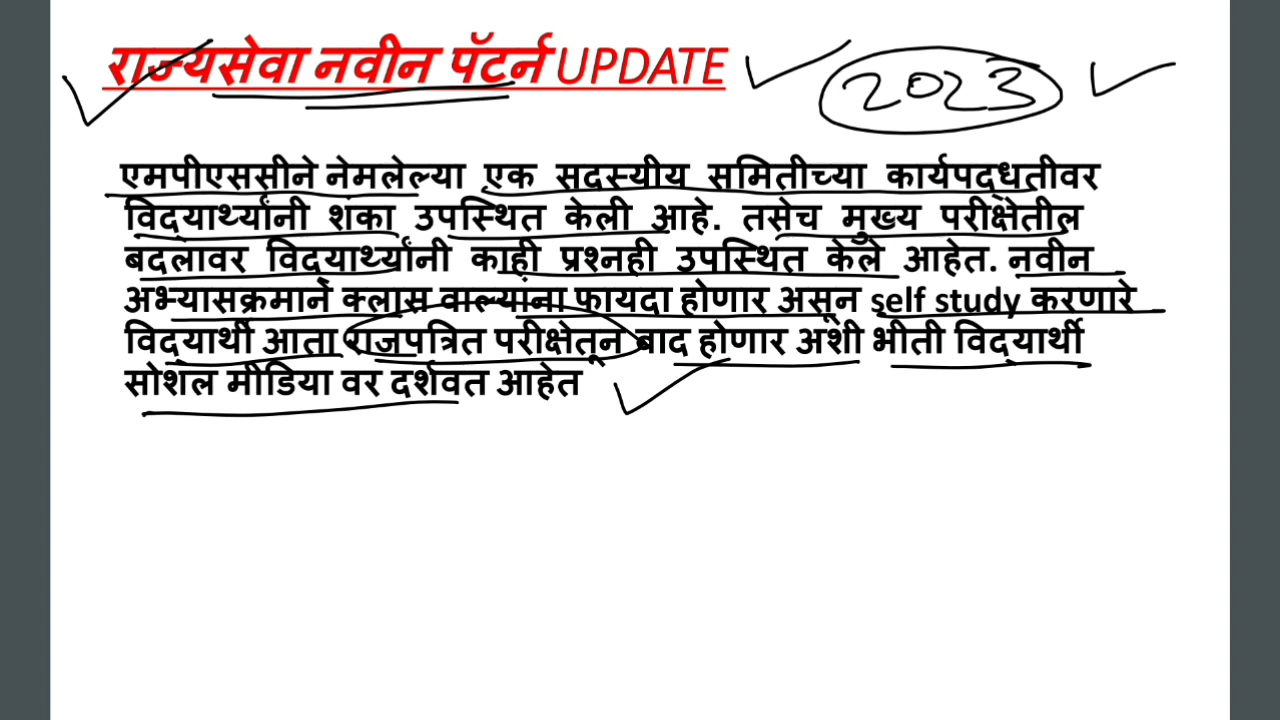 राज्यसेवा नवीन पॅटर्न UPDATE 2023
एमपीएससीने नेमलेल्या एक सदस्यीय समितीच्या कार्यपद्धतीवर
विद्यार्थ्यांनी शंका उपस्थित केली आहे. तसेच मुख्य परीक्षेतील
बदलावर विद्यार्थ्यांनी काही प्रश्नही उपस्थित केले आहेत. नवीन
अभ्यासक्रमाने क्लास वाल्यांना फायदा होणार असून self study करणारे
विद्यार्थी आता राजपत्रित परीक्षेतून बाद होणार अशी भीती विद्यार्थी
सोशल मीडिया वर दर्शवत आहेत